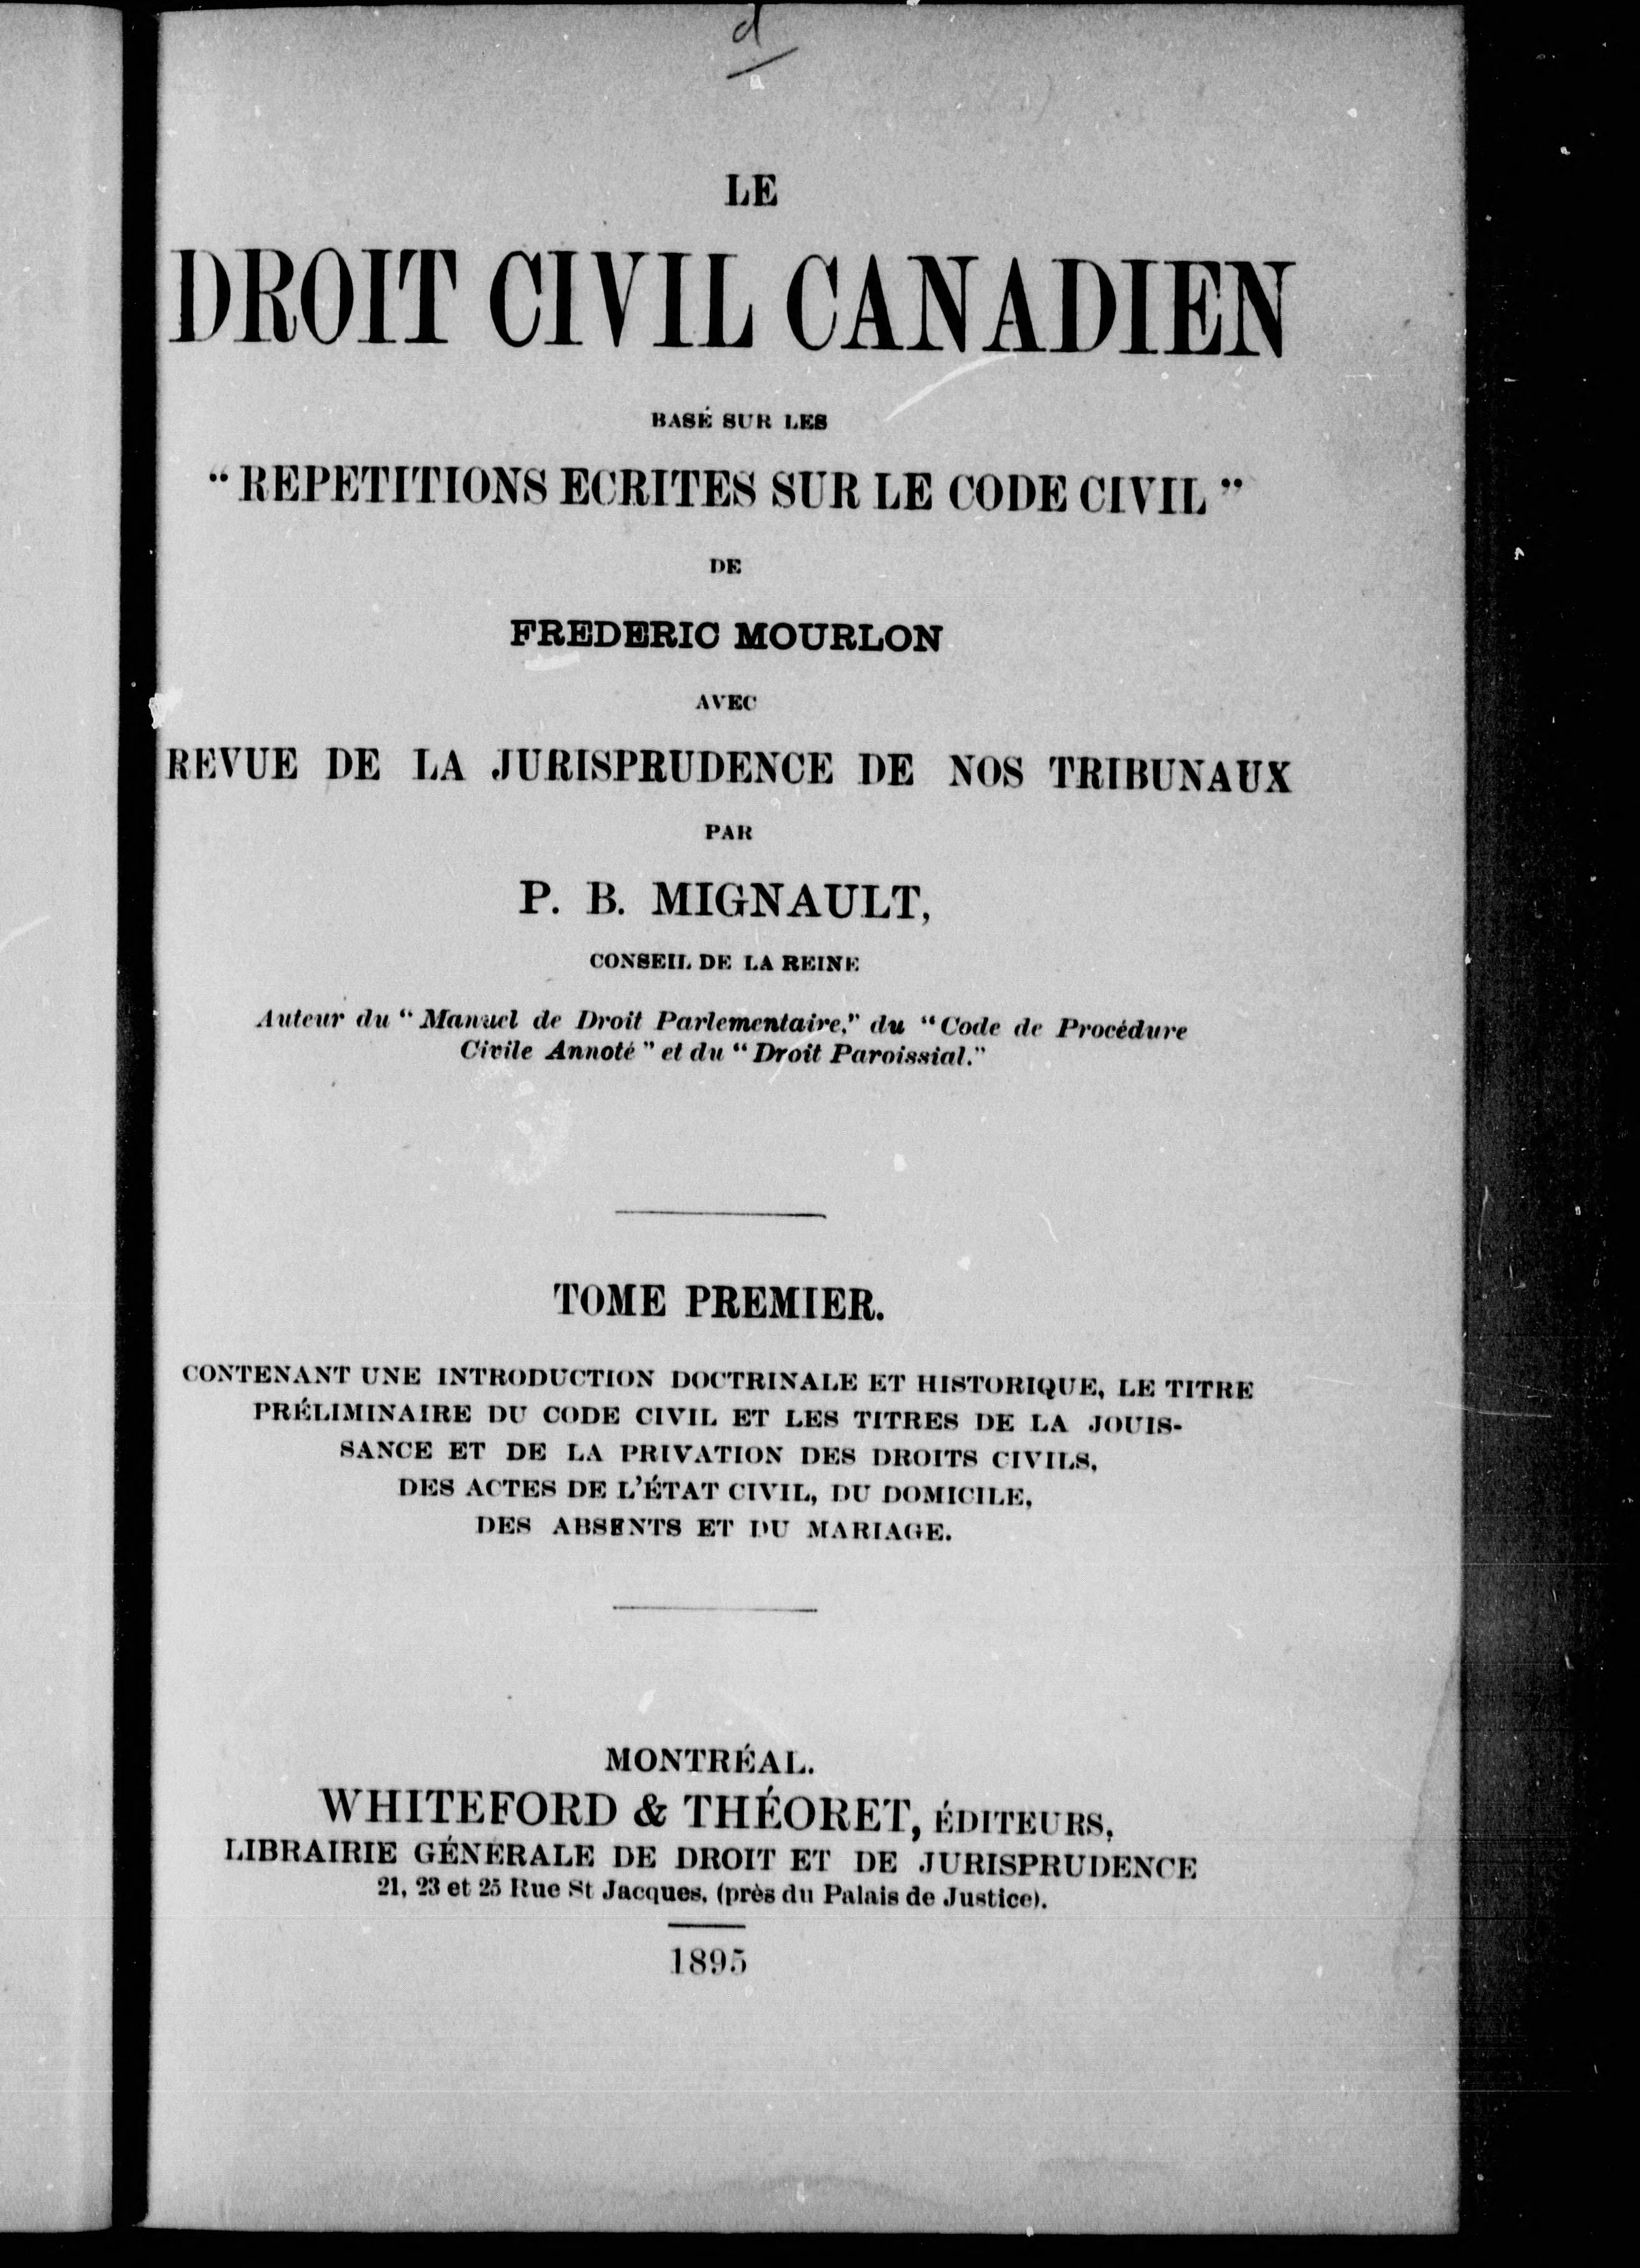 d
LE
DROIT CIVIL CANADIEN
BASÉ SUR LES
“ REPETITIONS ECRITES SUR LE CODE CIVIL ”
DE
FREDERIC MOURLON
AVEC
REVUE DE LA JURISPRUDENCE DE NOS TRIBUNAUX
PAR
P. B. MIGNAULT,
CONSEIL DE LA REINE
Auteur du “ Manuel de Droit Parlementaire,” du “ Code de Procédure
Civile Annoté ” et du “ Droit Paroissial.”
TOME PREMIER.
CONTENANT UNE INTRODUCTION DOCTRINALE ET HISTORIQUE, LE TITRE
PRÉLIMINAIRE DU CODE CIVIL ET LES TITRES DE LA JOUIS-
SANCE ET DE LA PRIVATION DES DROITS CIVILS,
DES ACTES DE L’ÉTAT CIVIL, DU DOMICILE,
DES ABSENTS ET DU MARIAGE.
MONTRÉAL.
WHITEFORD & THÉORET, ÉDITEURS,
LIBRAIRIE GÉNÉRALE DE DROIT ET DE JURISPRUDENCE
21, 23 et 25 Rue St Jacques, (près du Palais de Justice).
1895